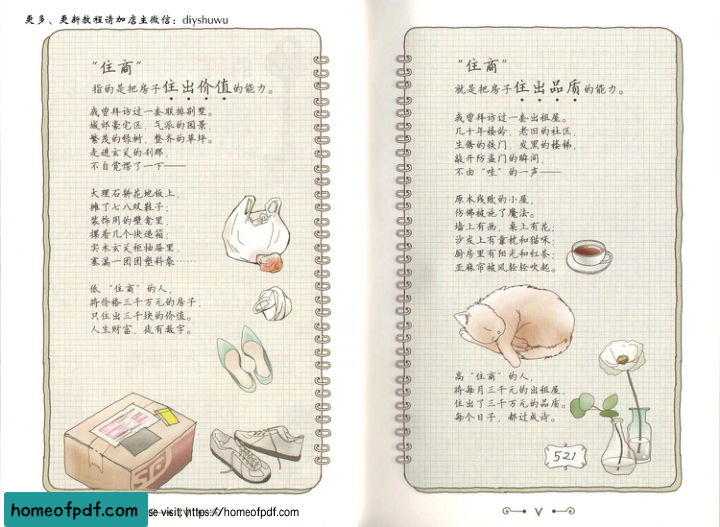 更多、更新教程请加店主微信：diyshuwu
“住商”
指的是把房子住出价值的能力。
我曾拜访过一套联排别墅。
城郊豪宅区，气派的园景，
繁茂的绿树，整齐的草坪。
走进玄关的刹那，
不自觉愣了一下——
大理石拼花地板上，
摊了七八双鞋子；
装饰用的壁龛里，
摞着几个快递箱；
实木玄关柜抽屉里，
塞满一团团塑料袋……
低“住商”的人，
将价格三千万元的房子，
只住出三千块的价值。
人生财富，徒有数字。
“住商”
就是把房子住出品质的能力。
我曾拜访过一套出租屋。
几十年楼龄，老旧的社区，
生锈的铁门，发黑的楼梯，
敲开防盗门的瞬间，
不由“哇”的一声——
原本残败的小屋，
仿佛被施了魔法。
墙上有画，桌上有花；
沙发上有靠枕和猫咪；
厨房里有阳光和红茶；
亚麻帘被风轻轻吹起。
高“住商”的人，
将每月三千元的出租屋，
住出了三千万元的品质。
每个日子，都过成诗。
521
homeofpdf.com
se visit: https://homeofpdf.com
V